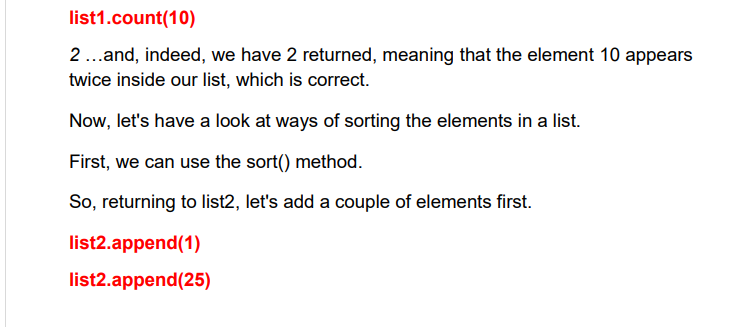 list1.count(10)
2 …and, indeed, we have 2 returned, meaning that the element 10 appears
twice inside our list, which is correct.
Now, let's have a look at ways of sorting the elements in a list.
First, we can use the sort() method.
So, returning to list2, let's add a couple of elements first.
list2.append(1)
list2.append(25)